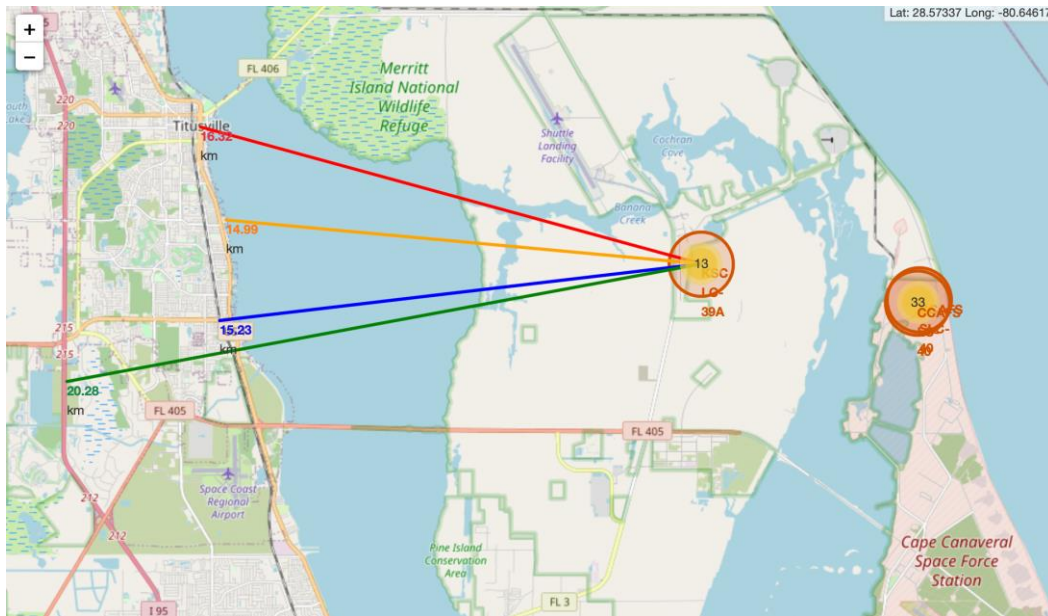 Lat: 28.57337 Long: -80.64617
+
−
FL 406
220
220
Titusville
16.32
km
Merritt
Island National
Wildlife
Refuge
Shuttle
Landing
Facility
Cochran
Cove
Banana
Creek
14.99
km
13
KSC
LC-
39A
33
40
215
215
15.23
km
20.28
km
FL 405
FL 405
212
212
Space Coast
Regional
Airport
Pine Island
Conservation
Area
Cape Canaveral
Space Force
Station
I 95
FL 3